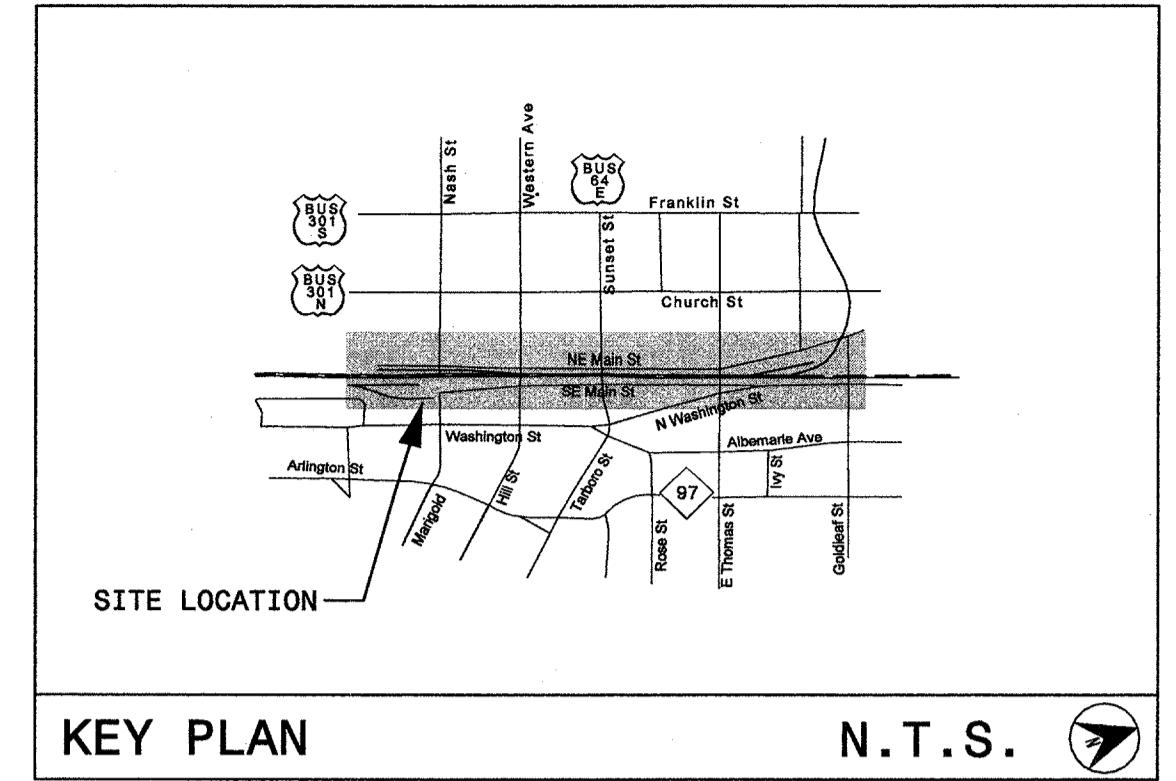 Nash St
Western Ave
BUS
64
E
BUS
301
S
Franklin St
Sunset St
BUS
301
N
Church St
NE Main St
SE Main St
N Washington St
Washington St
Albemarle Ave
Arlington St
Ivy St
Hill St
Tarboro St
97
Marigold
Rose St
E Thomas St
Goldleaf St
SITE LOCATION
KEY PLAN
N.T.S.
N